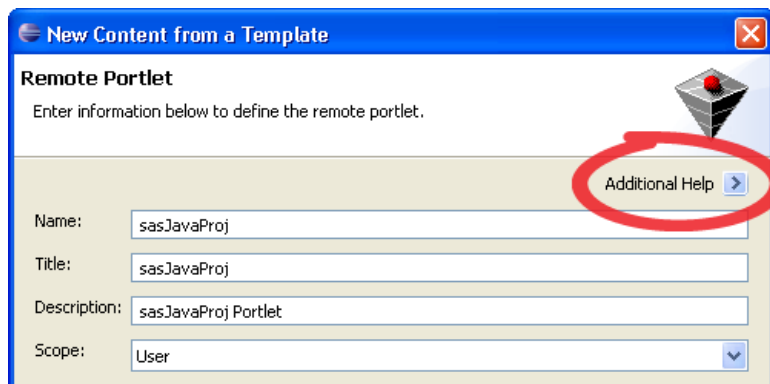 New Content from a Template
Remote Portlet
Enter information below to define the remote portlet.
Additional Help
Name: sasJavaProj
Title: sasJavaProj
Description: sasJavaProj Portlet
Scope: User